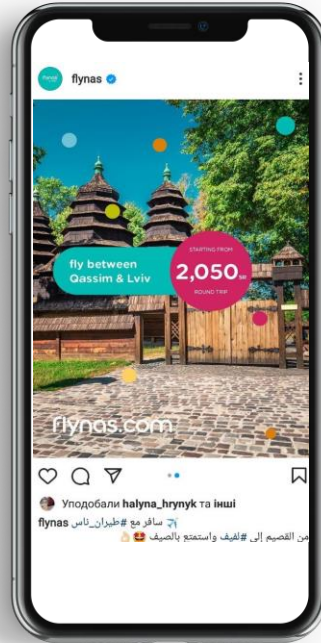 flynas
fly between
Qassim & Lviv
STARTING FROM
2,050 SR
ROUND TRIP
flynas.com
Уподобали halyna_hrynyk та інші
flynas سافر مع #طيران_ناس ✈️
من القصيم إلى #لفيف واستمتع بالصيف 🤩 👌🏻